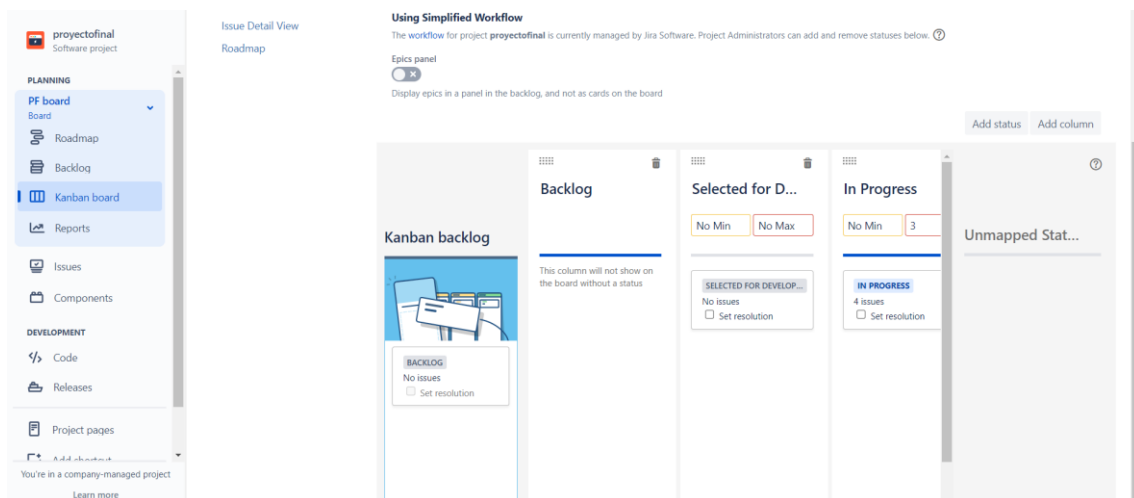 proyectofinal
Software project
PLANNING
PF board
Board
Roadmap
Backlog
Kanban board
Reports
Issues
Components
DEVELOPMENT
Code
Releases
Project pages
Add shortcut
You're in a company-managed project
Learn more
Issue Detail View
Roadmap
Using Simplified Workflow
The workflow for project proyectofinal is currently managed by Jira Software. Project Administrators can add and remove statuses below.
Epics panel
Display epics in a panel in the backlog, and not as cards on the board
Add status Add column
Kanban backlog
BACKLOG
No issues
Set resolution
Backlog
This column will not show on
the board without a status
Selected for D...
No Min No Max
SELECTED FOR DEVELOP...
No issues
Set resolution
In Progress
No Min 3
IN PROGRESS
4 issues
Set resolution
Unmapped Stat...